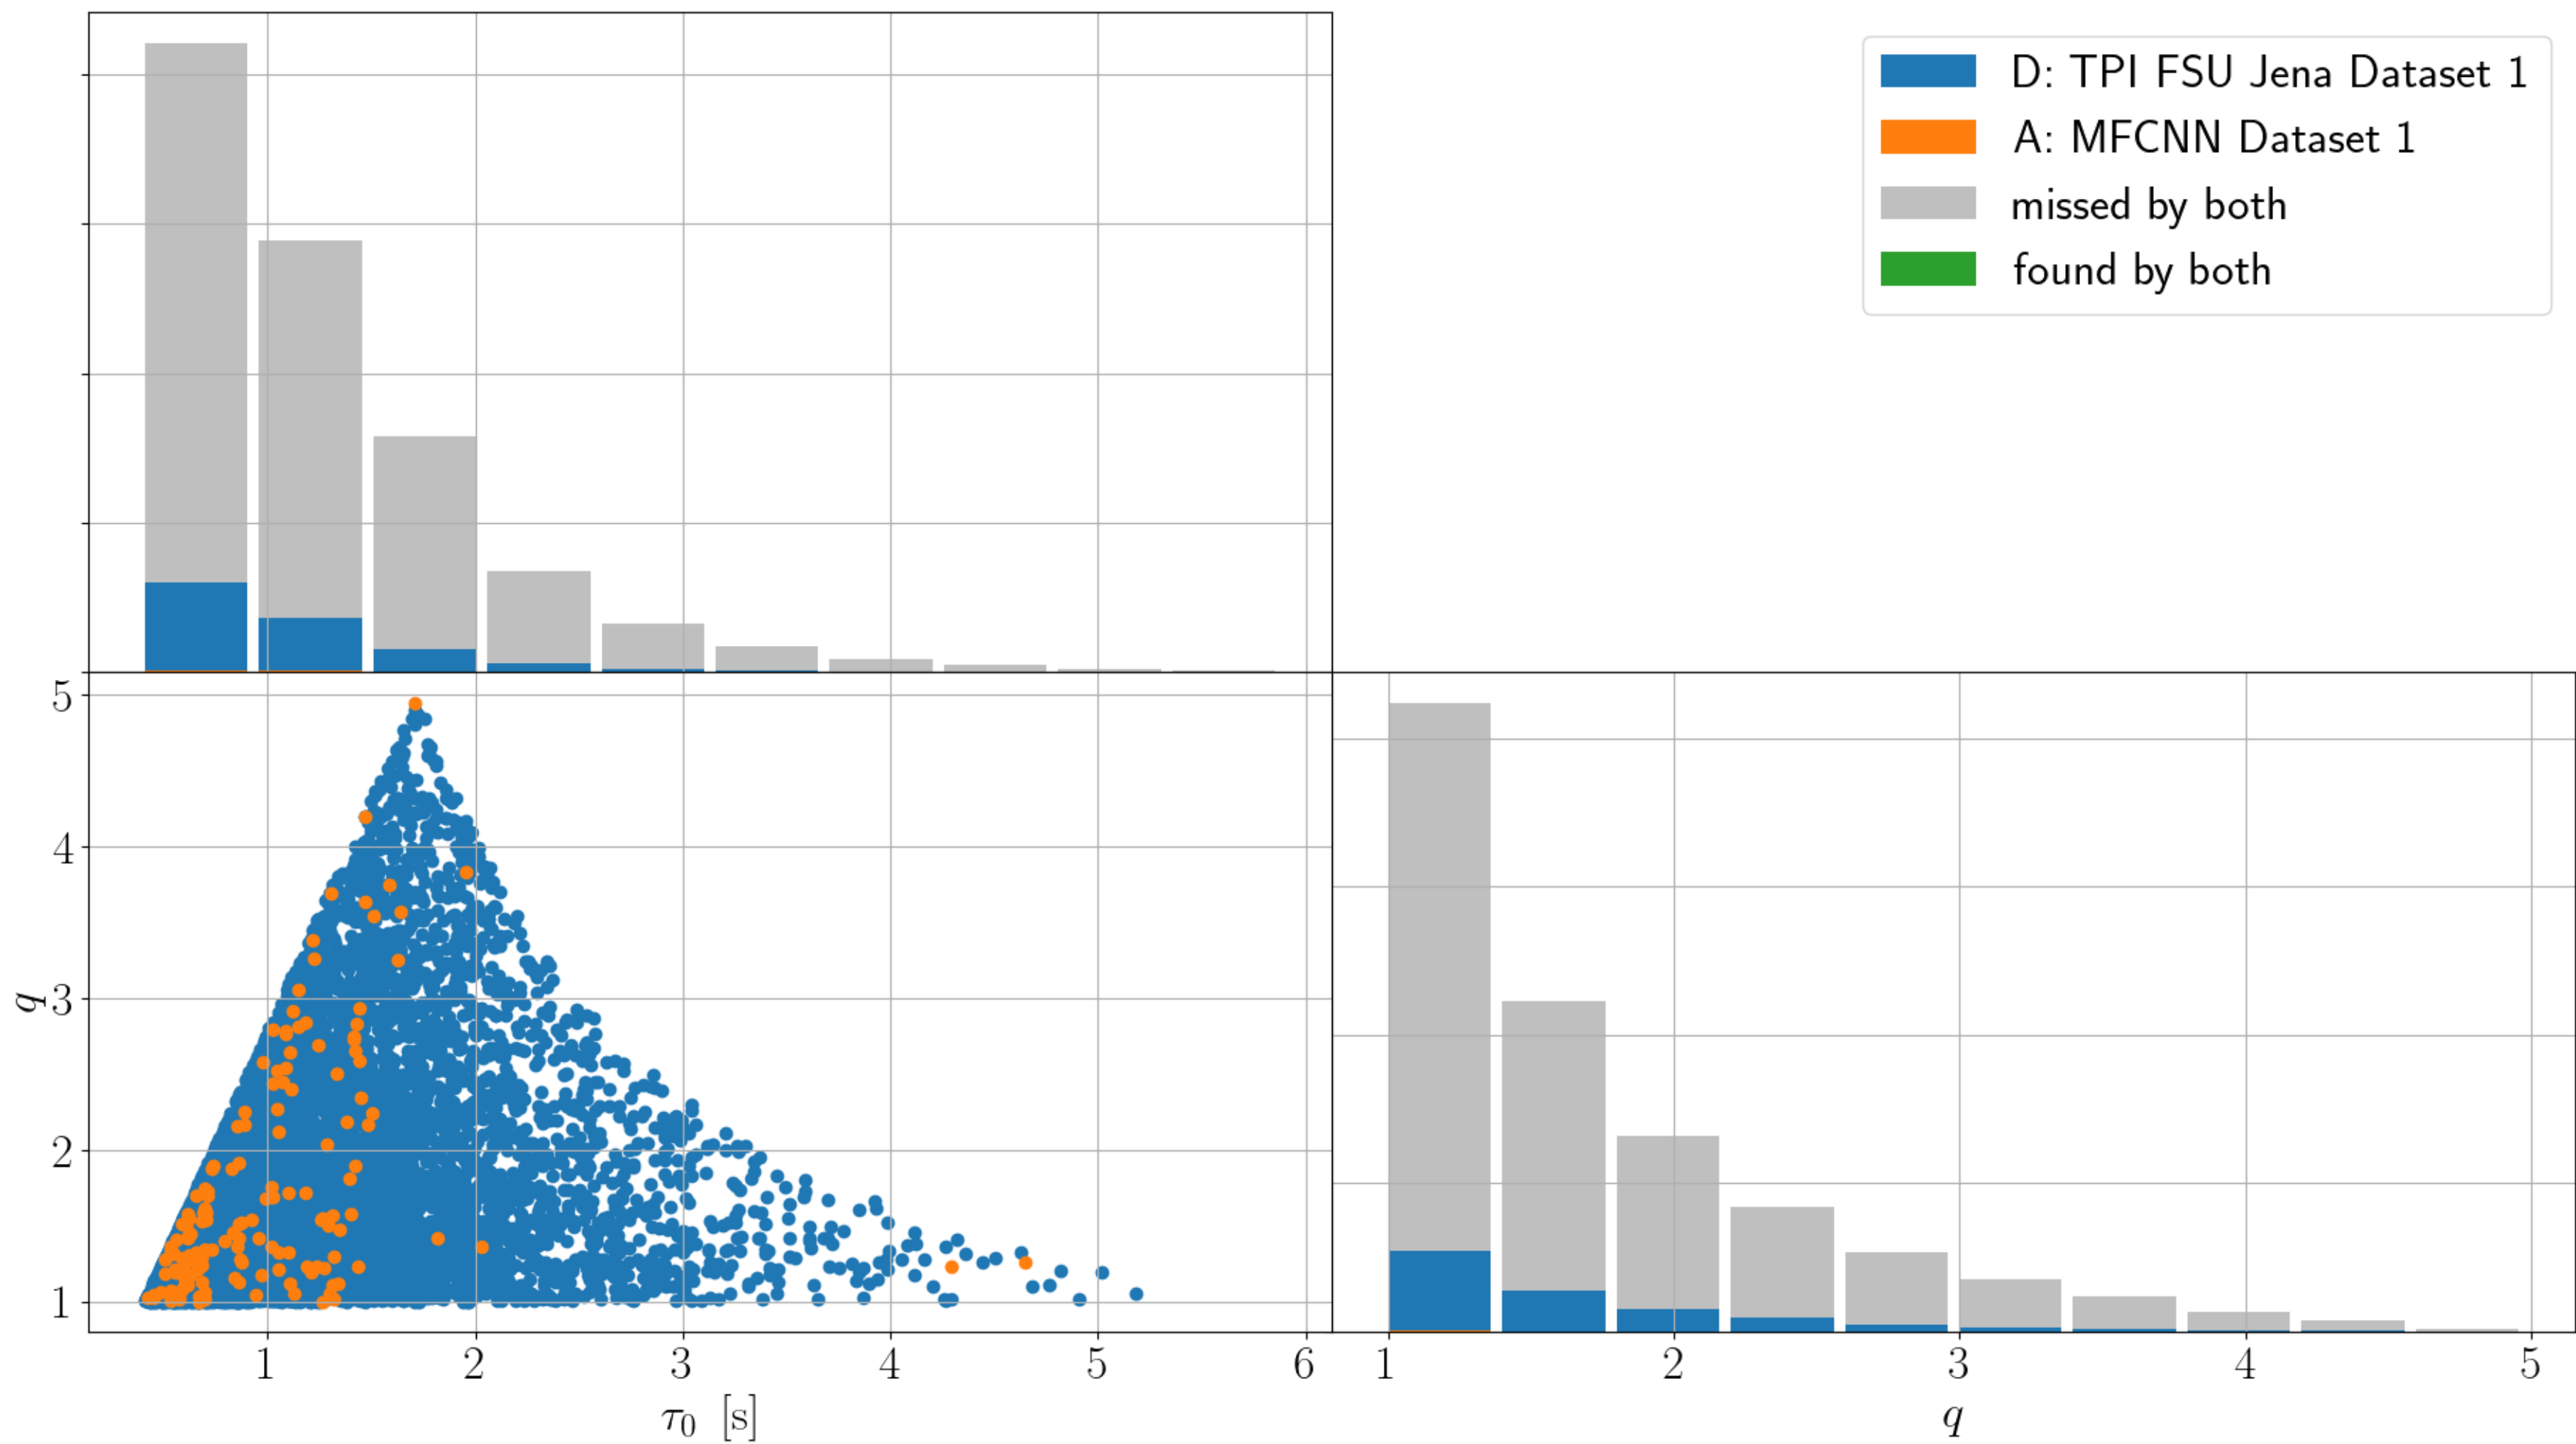 D: TPI FSU Jena Dataset 1
A: MFCNN Dataset 1
missed by both
found by both
5
4
3
2
1
q
1 2 3 4 5 6
τ₀ [s]
1 2 3 4 5
q